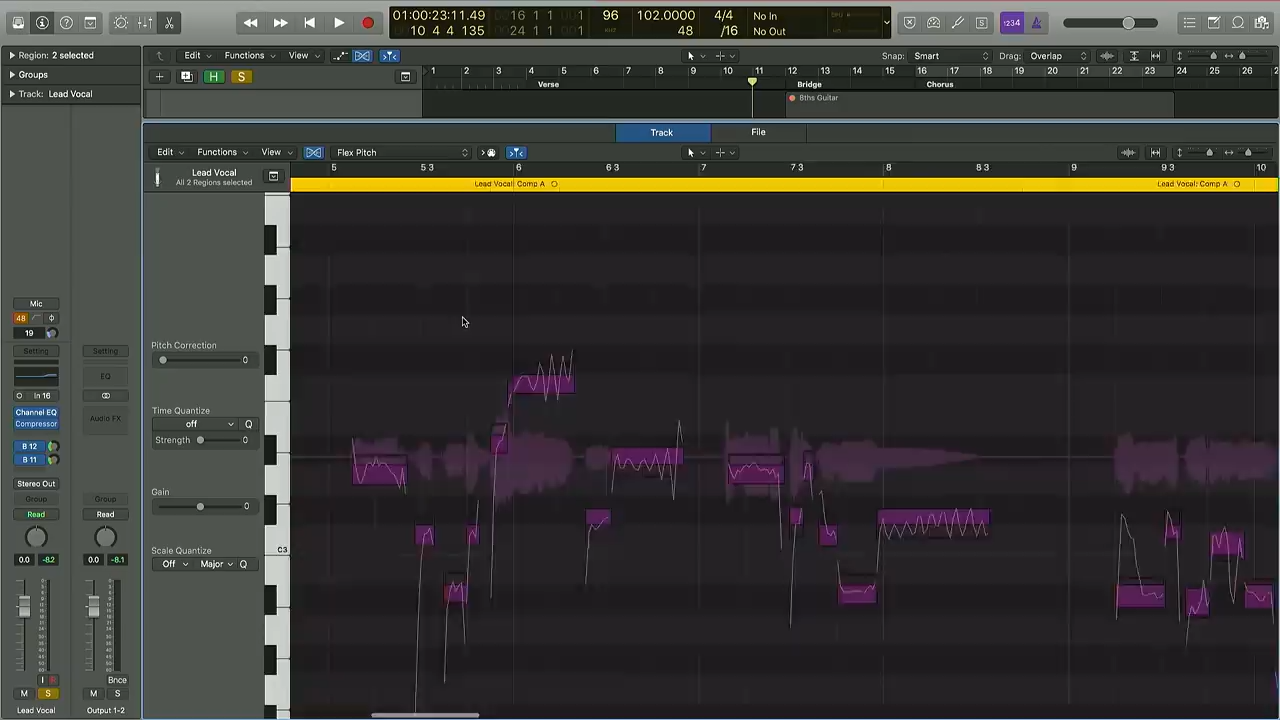 :234
01:00:23:11.49
16 1 1 1
96
102.0000
4/4
No In
10 4 4 135
24 1 1 1
48
/16
No Out
Region: 2 selected
Edit
Functions
View
Snap:
Smart
Drag:
Overlap
Groups
H
S
1 2 3 4 5 6 7 8 9 10 11 12 13 14 15 16 17 18 19 20 21 22 23 24 25 26
Track: Lead Vocal
Verse
Bridge
Chorus
8ths Guitar
Track
File
Edit
Functions
View
Flex Pitch
Lead Vocal
All 2 Regions selected
5
5 3
6
6 3
7
7 3
8
8 3
9
9 3
10
Lead Vocal: Comp A
Lead Vocal: Comp A
Mic
48
19
Pitch Correction
0
Setting
Setting
EQ
In 16
Time Quantize
off
Q
Channel EQ
Compressor
Audio FX
Strength
0
B 12
B 11
Stereo Out
Gain
0
Group
Group
Read
Read
Scale Quantize
Off
Major
Q
C3
0.0
-8.2
0.0
-8.1
I
R
Bnce
M
S
M
S
Lead Vocal
Output 1-2